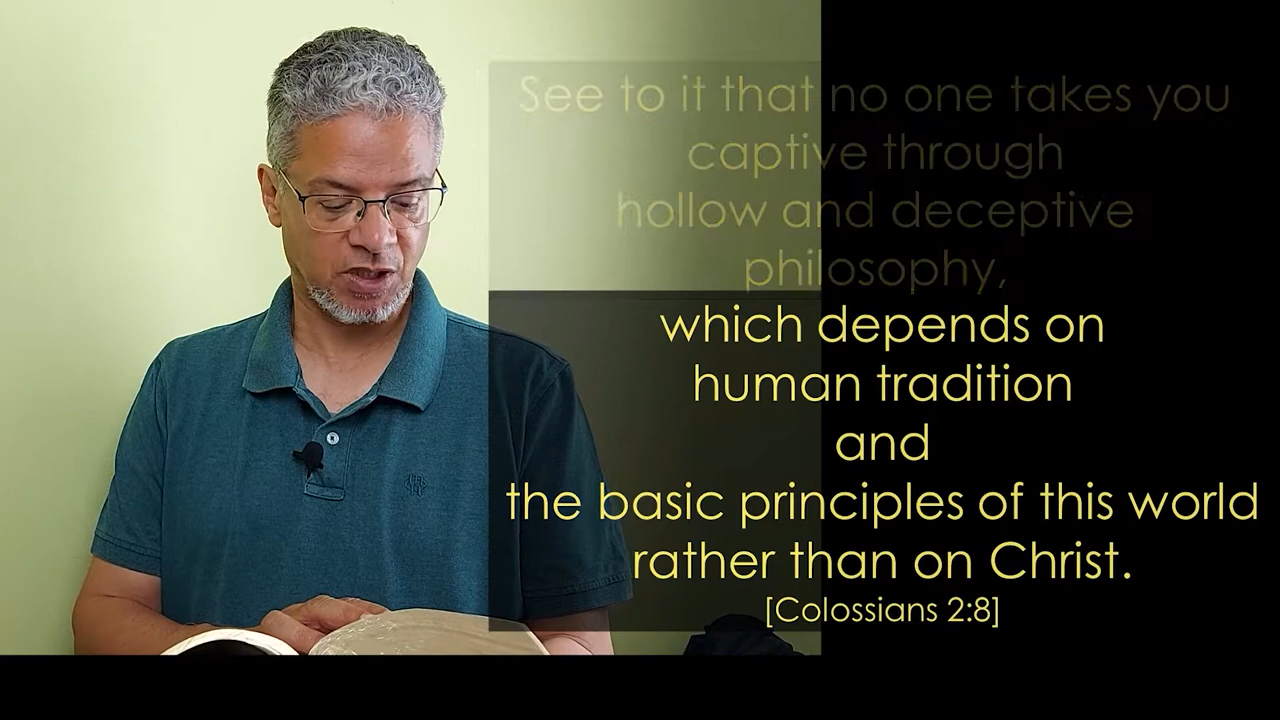 See to it that no one takes you
captive through
hollow and deceptive
philosophy,
which depends on
human tradition
and
the basic principles of this world
rather than on Christ.
[Colossians 2:8]